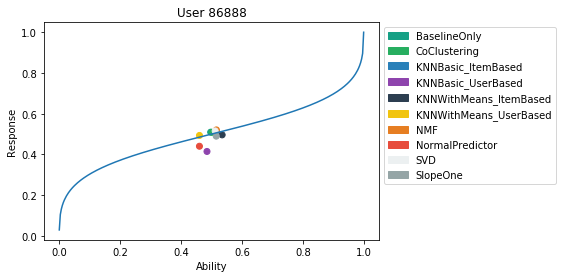 User 86888
Response
1.0
0.8
0.6
0.4
0.2
0.0
0.0 0.2 0.4 0.6 0.8 1.0
Ability
BaselineOnly
CoClustering
KNNBasic_ItemBased
KNNBasic_UserBased
KNNWithMeans_ItemBased
KNNWithMeans_UserBased
NMF
NormalPredictor
SVD
SlopeOne